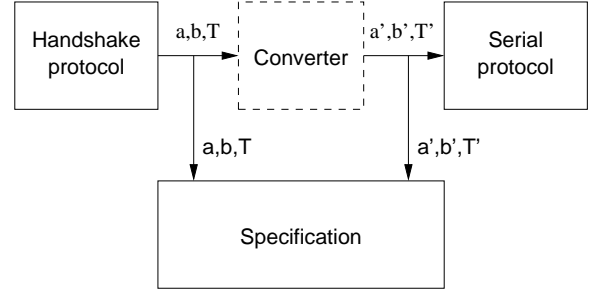 Handshake
protocol
a,b,T
Converter
a',b',T'
Serial
protocol
a,b,T
a',b',T'
Specification